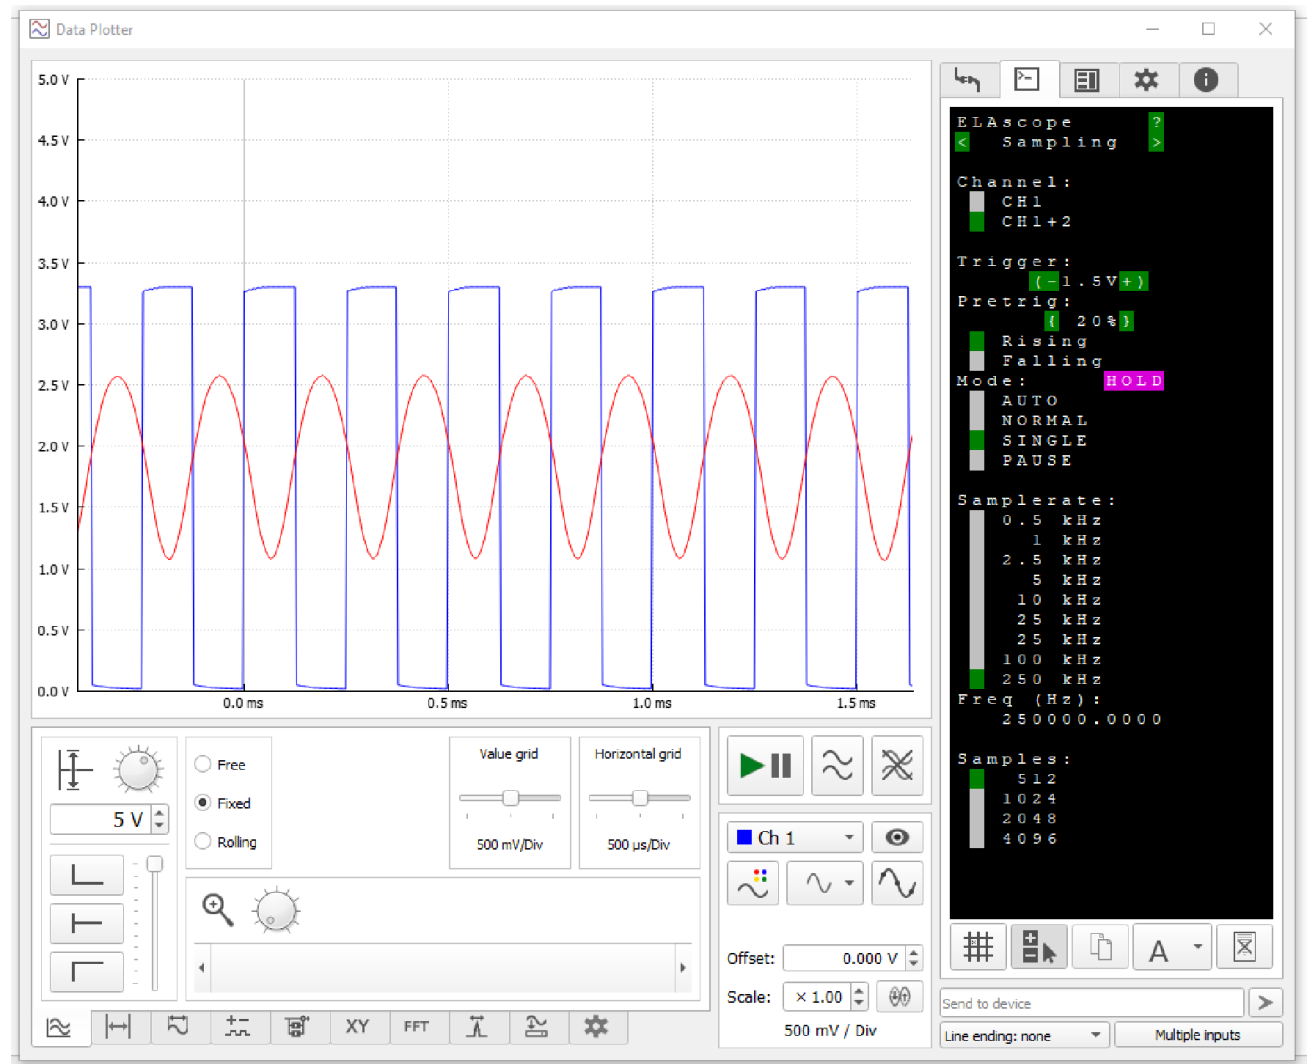 Data Plotter
5.0 V
4.5 V
4.0 V
3.5 V
3.0 V
2.5 V
2.0 V
1.5 V
1.0 V
0.5 V
0.0 V
0.0 ms
0.5 ms
1.0 ms
1.5 ms
5 V
Free
Fixed
Rolling
Value grid
500 mV/Div
Horizontal grid
500 µs/Div
Ch 1
Offset: 0.000 V
Scale: × 1.00
500 mV / Div
XY
FFT
ELAscope ?
< Sampling >
Channel:
CH1
CH1+2
Trigger:
(-1.5V+)
Pretrig:
{ 20%}
Rising
Falling
Mode: HOLD
AUTO
NORMAL
SINGLE
PAUSE
Samplerate:
0.5 kHz
1 kHz
2.5 kHz
5 kHz
10 kHz
25 kHz
25 kHz
100 kHz
250 kHz
Freq (Hz):
250000.0000
Samples:
512
1024
2048
4096
A
Send to device
Line ending: none
Multiple inputs